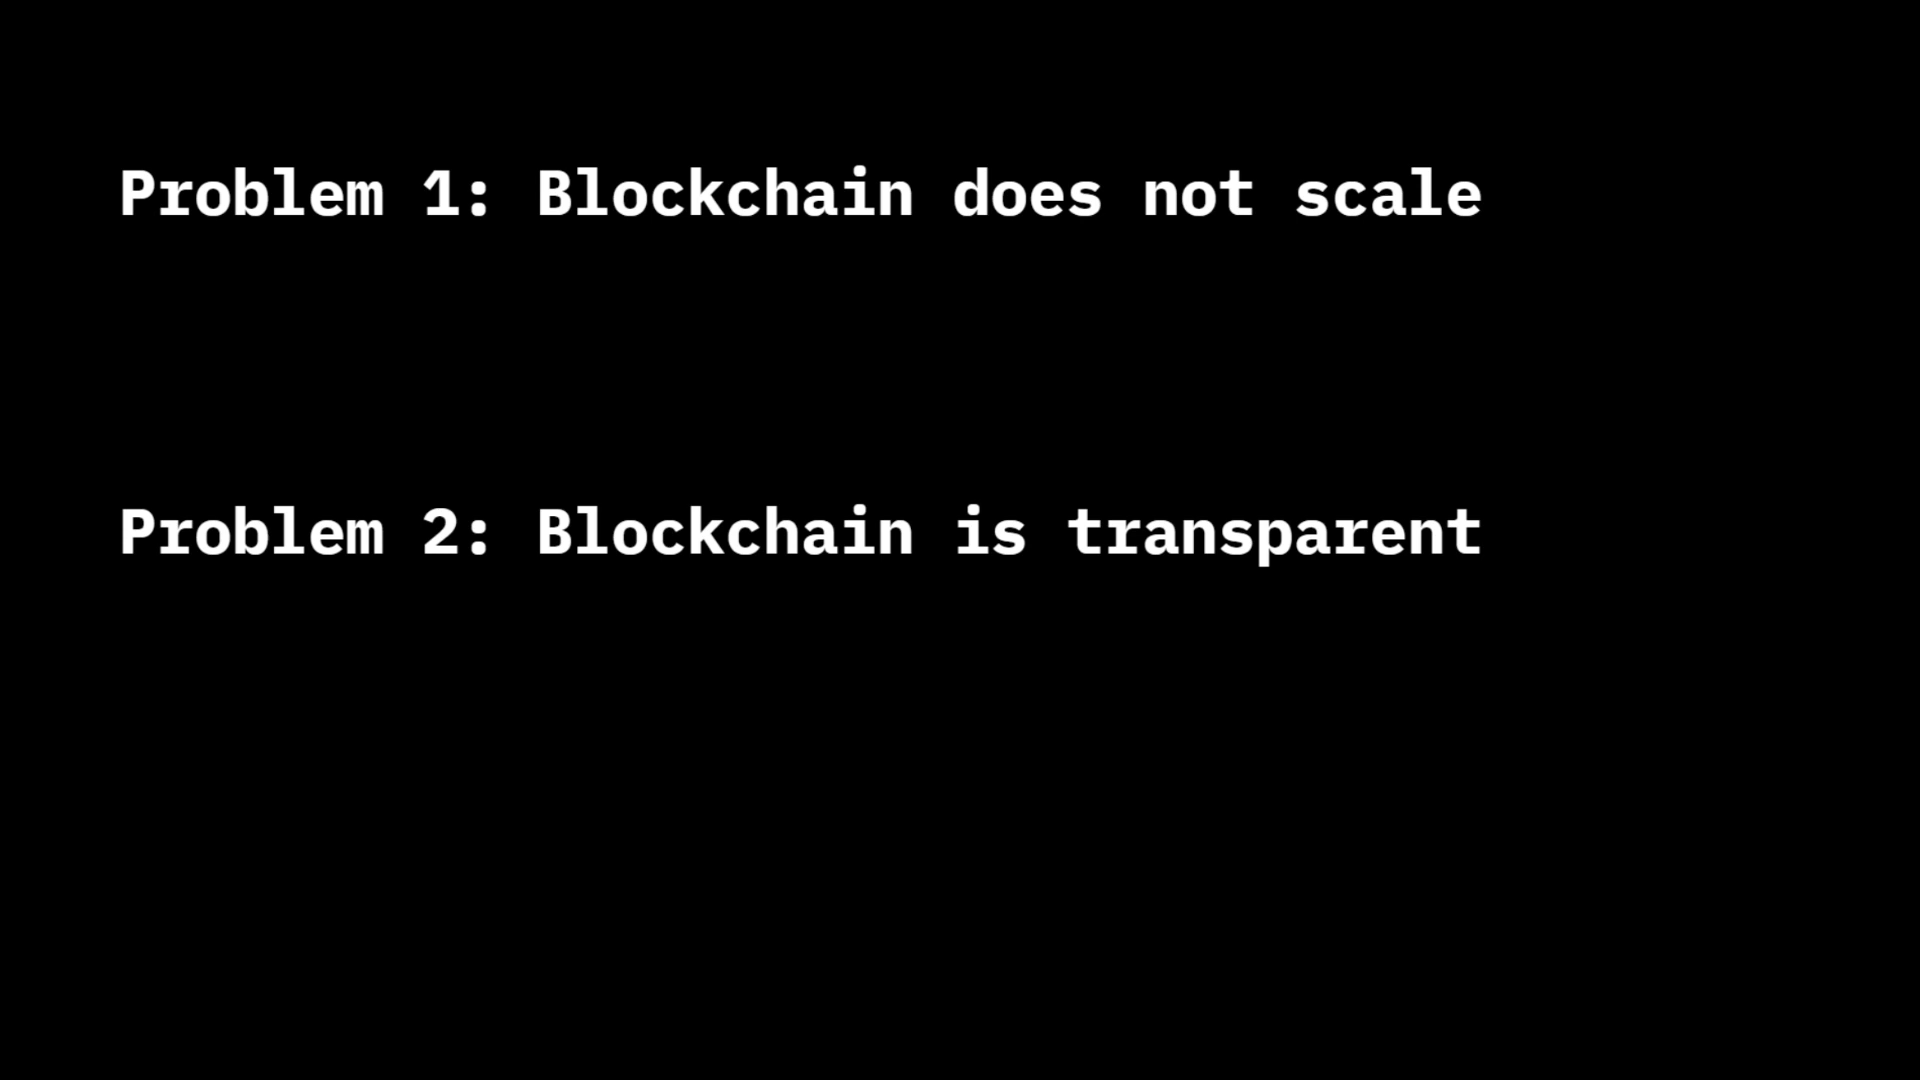 Problem 1: Blockchain does not scale
Problem 2: Blockchain is transparent